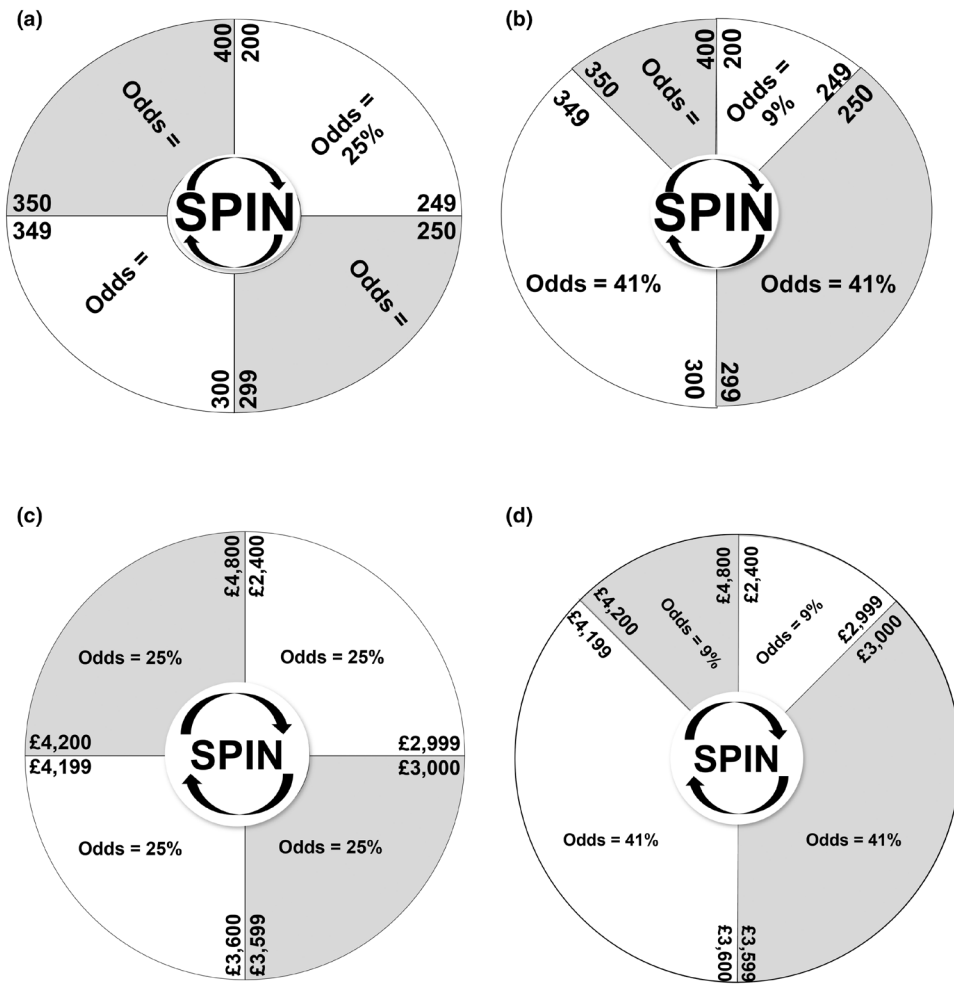 (a)
400
200
Odds =
Odds =
25%
350
249
SPIN
349
250
Odds =
Odds =
300
299
(b)
400
200
350
Odds =
Odds =
9%
249
349
250
SPIN
Odds = 41%
Odds = 41%
300
299
(c)
£4,800
£2,400
Odds = 25%
Odds = 25%
£4,200
£2,999
SPIN
£4,199
£3,000
Odds = 25%
Odds = 25%
£3,600
£3,599
(d)
£4,800
£2,400
£4,200
Odds = 9%
Odds = 9%
£2,999
£4,199
£3,000
SPIN
Odds = 41%
Odds = 41%
£3,600
£3,599